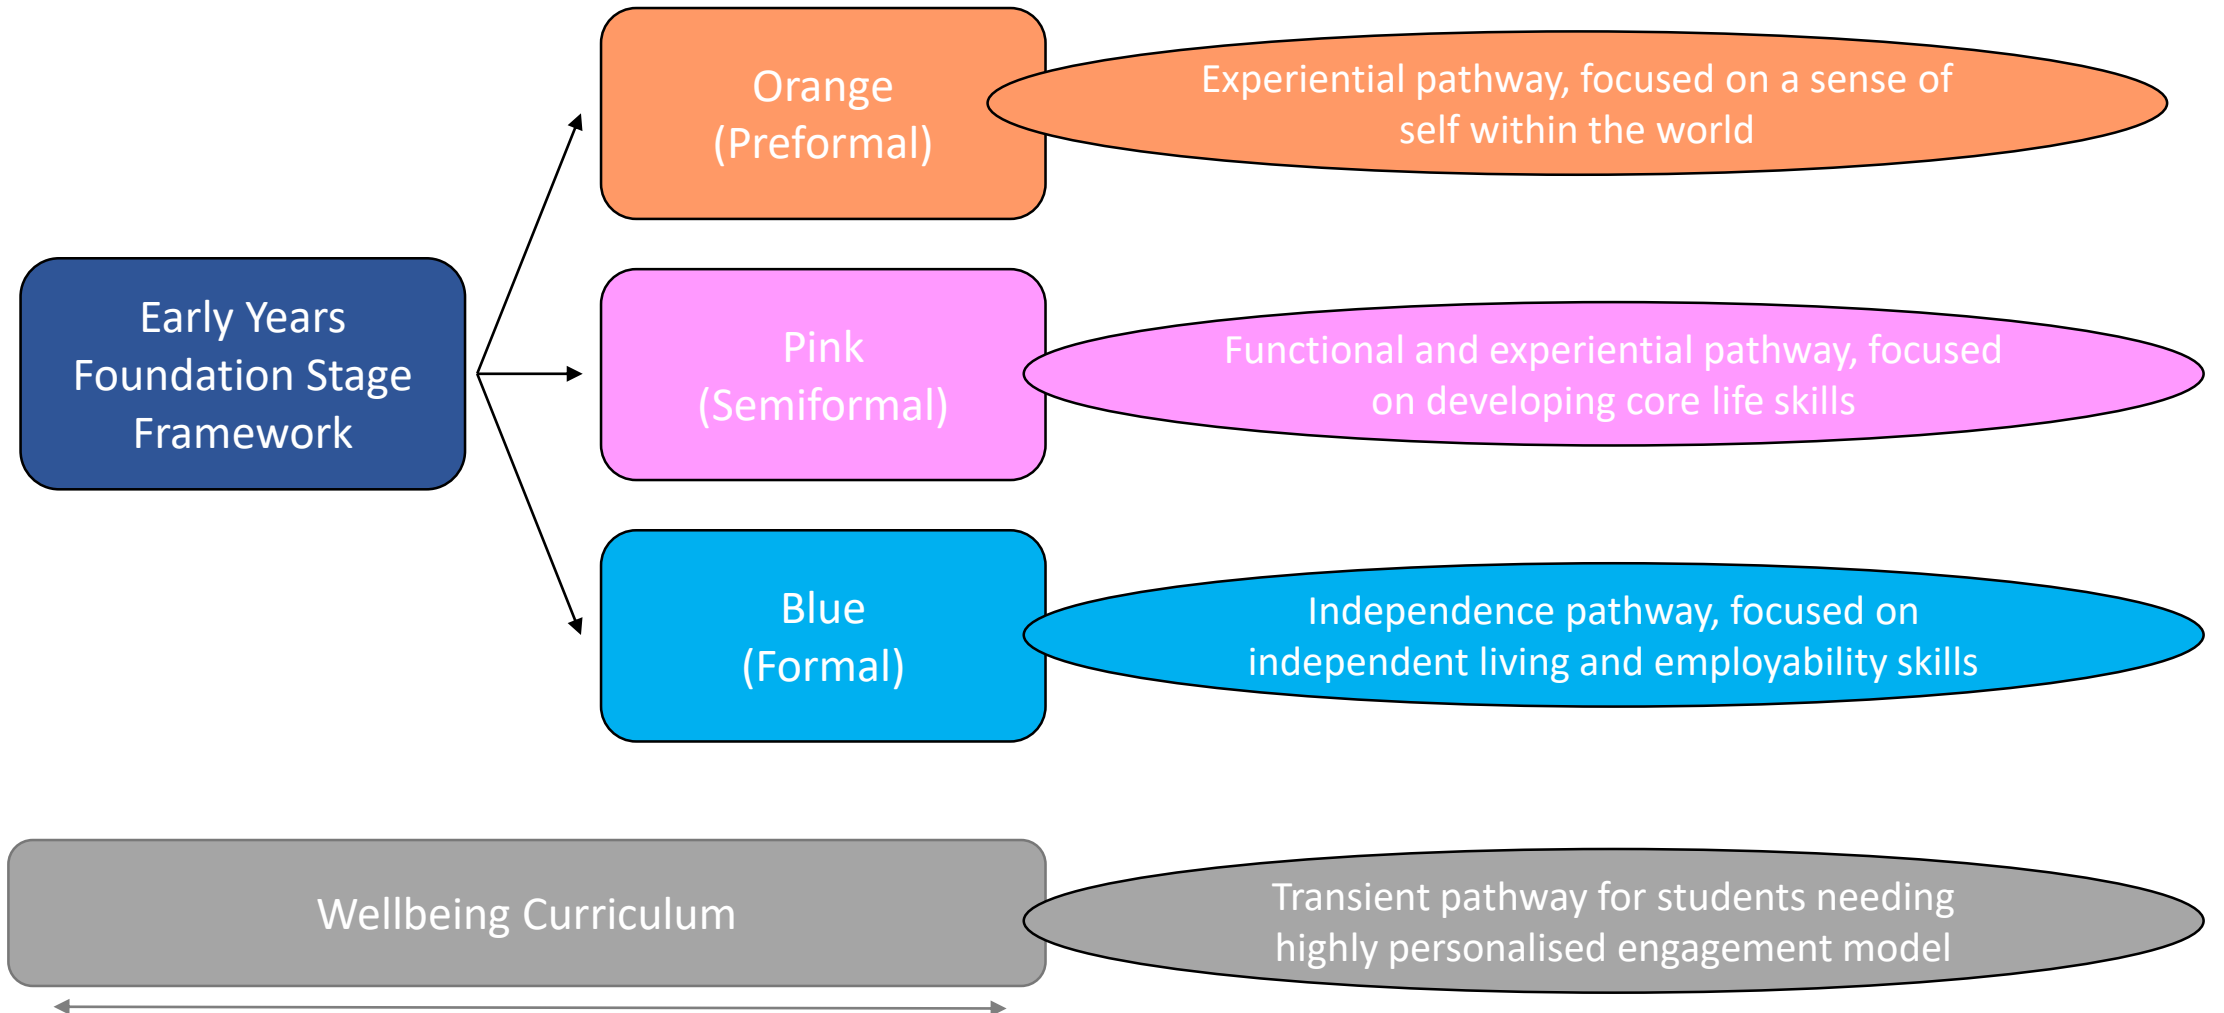 Orange
(Preformal)
Experiential pathway, focused on a sense of
self within the world
Early Years
Foundation Stage
Framework
Pink
(Semiformal)
Functional and experiential pathway, focused
on developing core life skills
Blue
(Formal)
Independence pathway, focused on
independent living and employability skills
Wellbeing Curriculum
Transient pathway for students needing
highly personalised engagement model